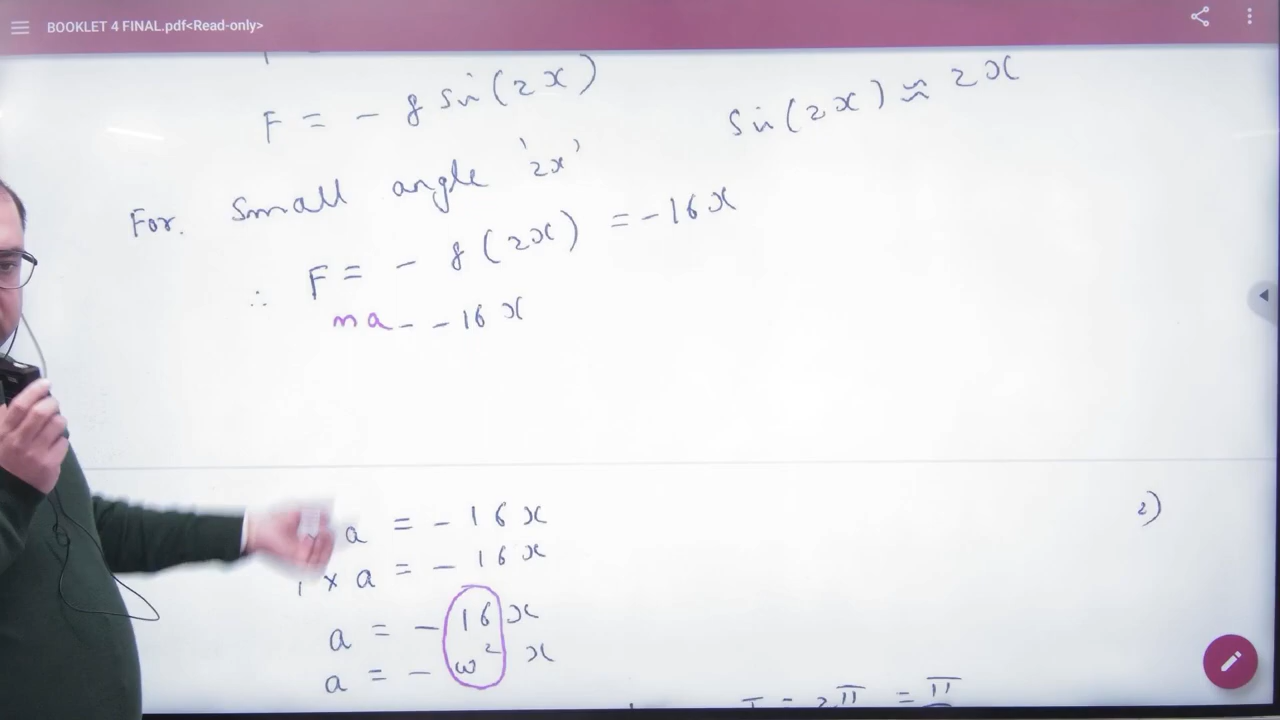 BOOKLET 4 FINAL.pdf<Read-only>
F = - 8 sin(2x)
sin(2x) ≈ 2x
For. small angle '2x'
∴ F = - 8(2x) = -16x
ma - -16x
a = -16x
1 × a = -16x
a = -16x
a = -ω² x
2)
= 2π = π